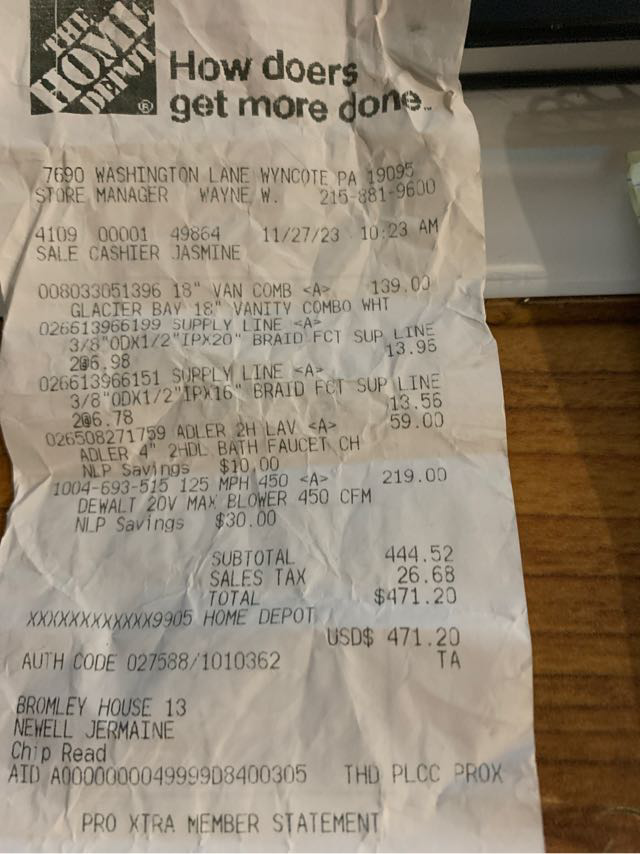 THE
HOME
DEPOT
®
How doers
get more done™
7690 WASHINGTON LANE WYNCOTE PA 19095
STORE MANAGER WAYNE W. 215-881-9600
4109 00001 49864 11/27/23 10:23 AM
SALE CASHIER JASMINE
008033051396 18" VAN COMB <A> 139.00
GLACIER BAY 18" VANITY COMBO WHT
026613966199 SUPPLY LINE <A>
3/8"ODX1/2"IPX20" BRAID FCT SUP LINE
2@6.98 13.96
026613966151 SUPPLY LINE <A>
3/8"ODX1/2"IPX16" BRAID FCT SUP LINE
2@6.78 13.56
026508271759 ADLER 2H LAV <A> 59.00
ADLER 4" 2HDL BATH FAUCET CH
NLP Savings $10.00
1004-693-515 125 MPH 450 <A> 219.00
DEWALT 20V MAX BLOWER 450 CFM
NLP Savings $30.00
SUBTOTAL 444.52
SALES TAX 26.68
TOTAL $471.20
XXXXXXXXXXXX9905 HOME DEPOT
USD$ 471.20
AUTH CODE 027588/1010362 TA
BROMLEY HOUSE 13
NEWELL JERMAINE
Chip Read
AID A0000000049999D8400305 THD PLCC PROX
PRO XTRA MEMBER STATEMENT